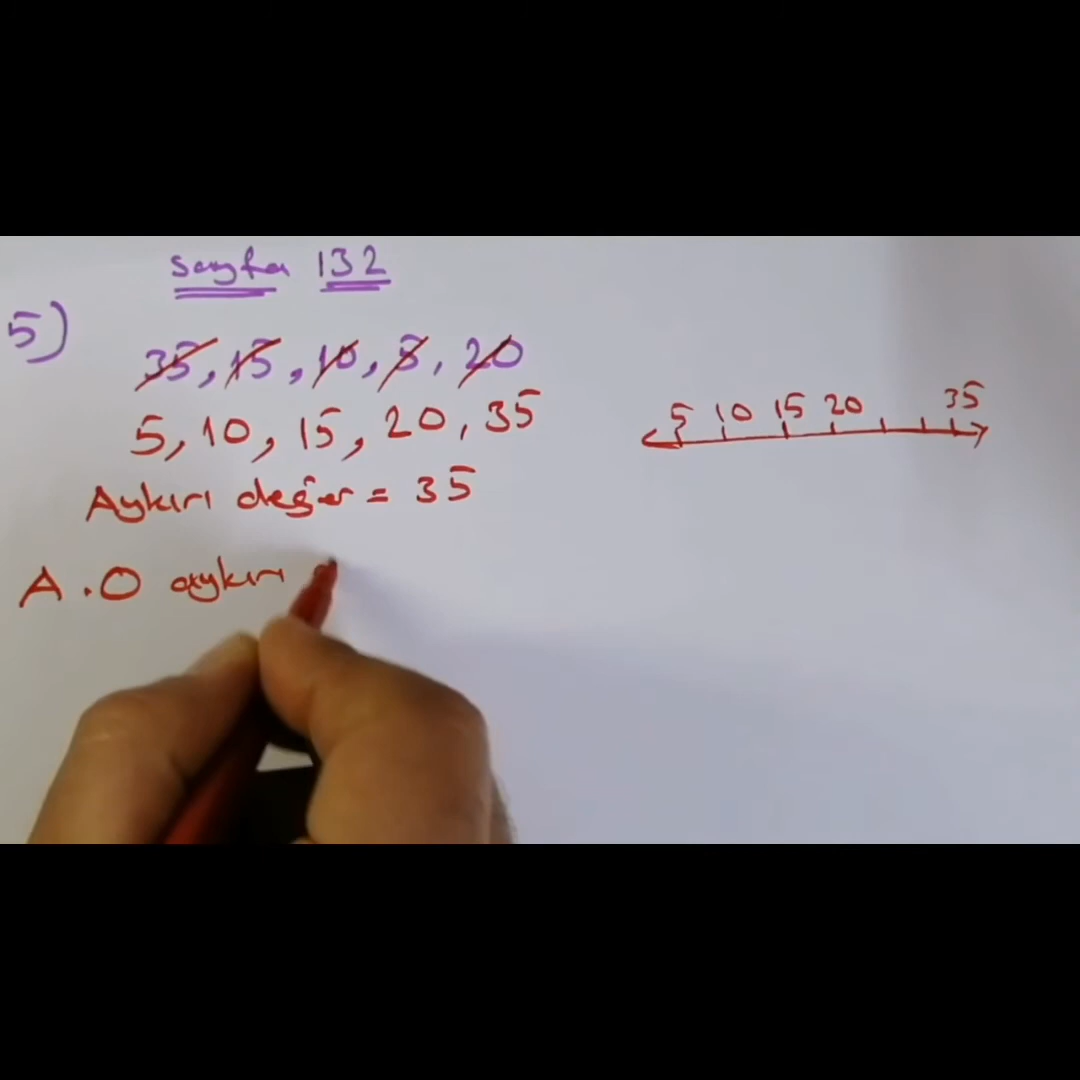 Sayfa 132
5)
35, 15, 10, 5, 20
5, 10, 15, 20, 35
5 10 15 20 35
Aykırı değer = 35
A.O aykırı